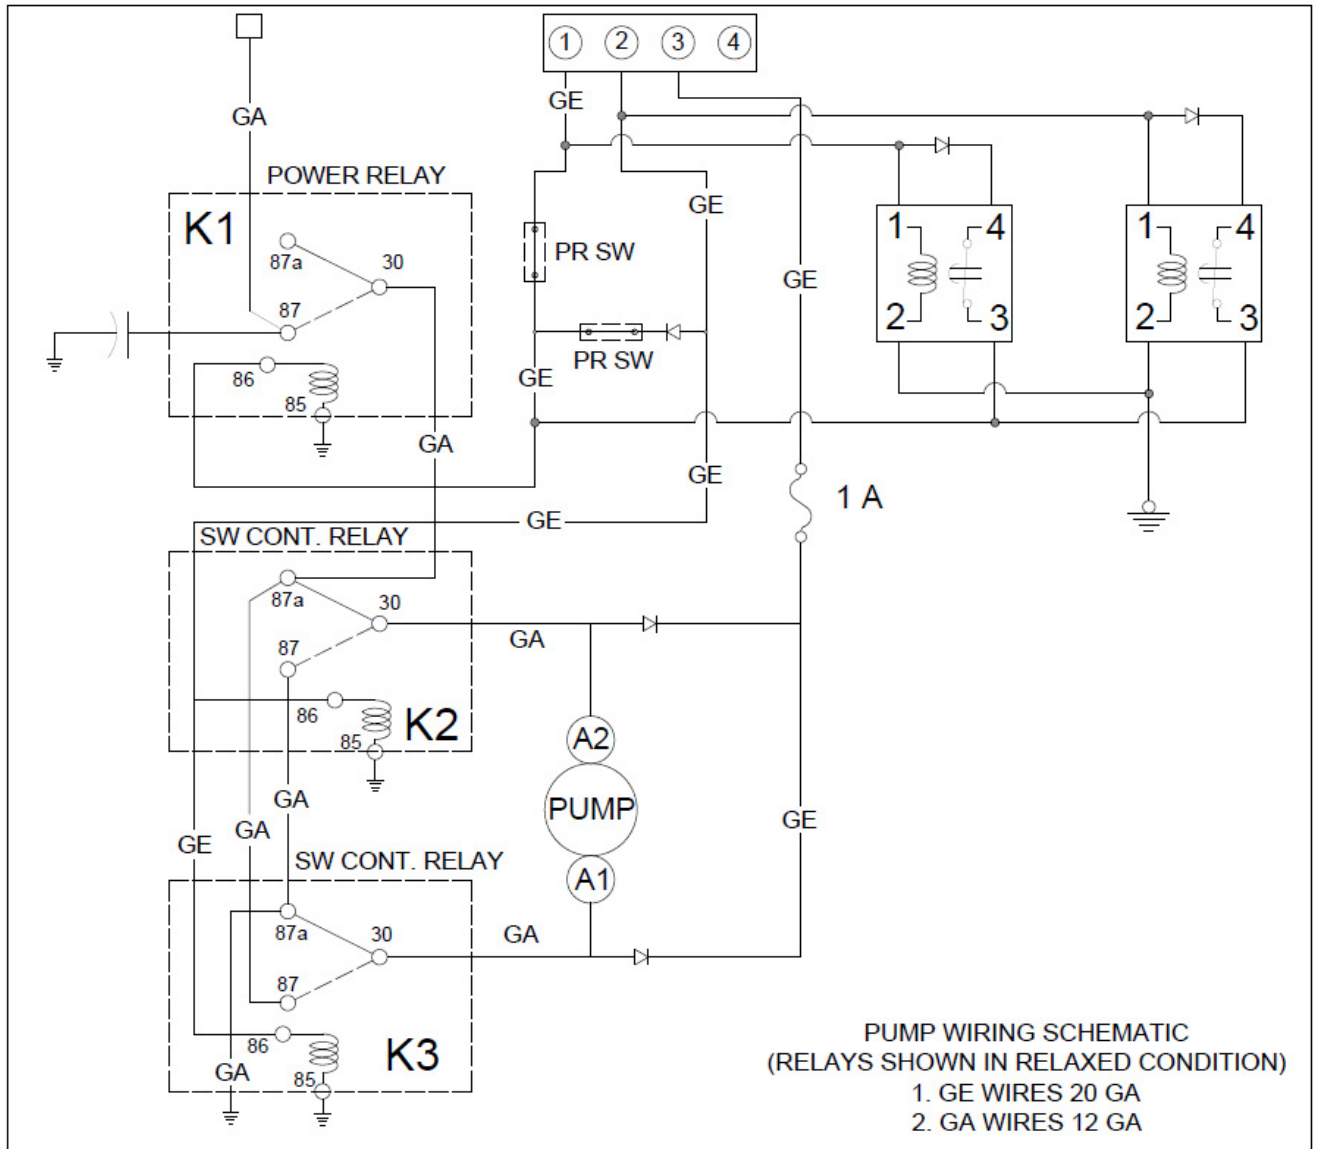 1 2 3 4
GE
GA
POWER RELAY
K1
87a
30
87
86
85
GE
PR SW
PR SW
GE
GE
GE
1 4
2 3
1 4
2 3
GA
GE
1 A
GE
SW CONT. RELAY
87a
30
87
86
85
K2
GA
A2
PUMP
A1
GA
GA
GE
GE
SW CONT. RELAY
87a
30
87
86
85
K3
GA
GA
PUMP WIRING SCHEMATIC
(RELAYS SHOWN IN RELAXED CONDITION)
1. GE WIRES 20 GA
2. GA WIRES 12 GA